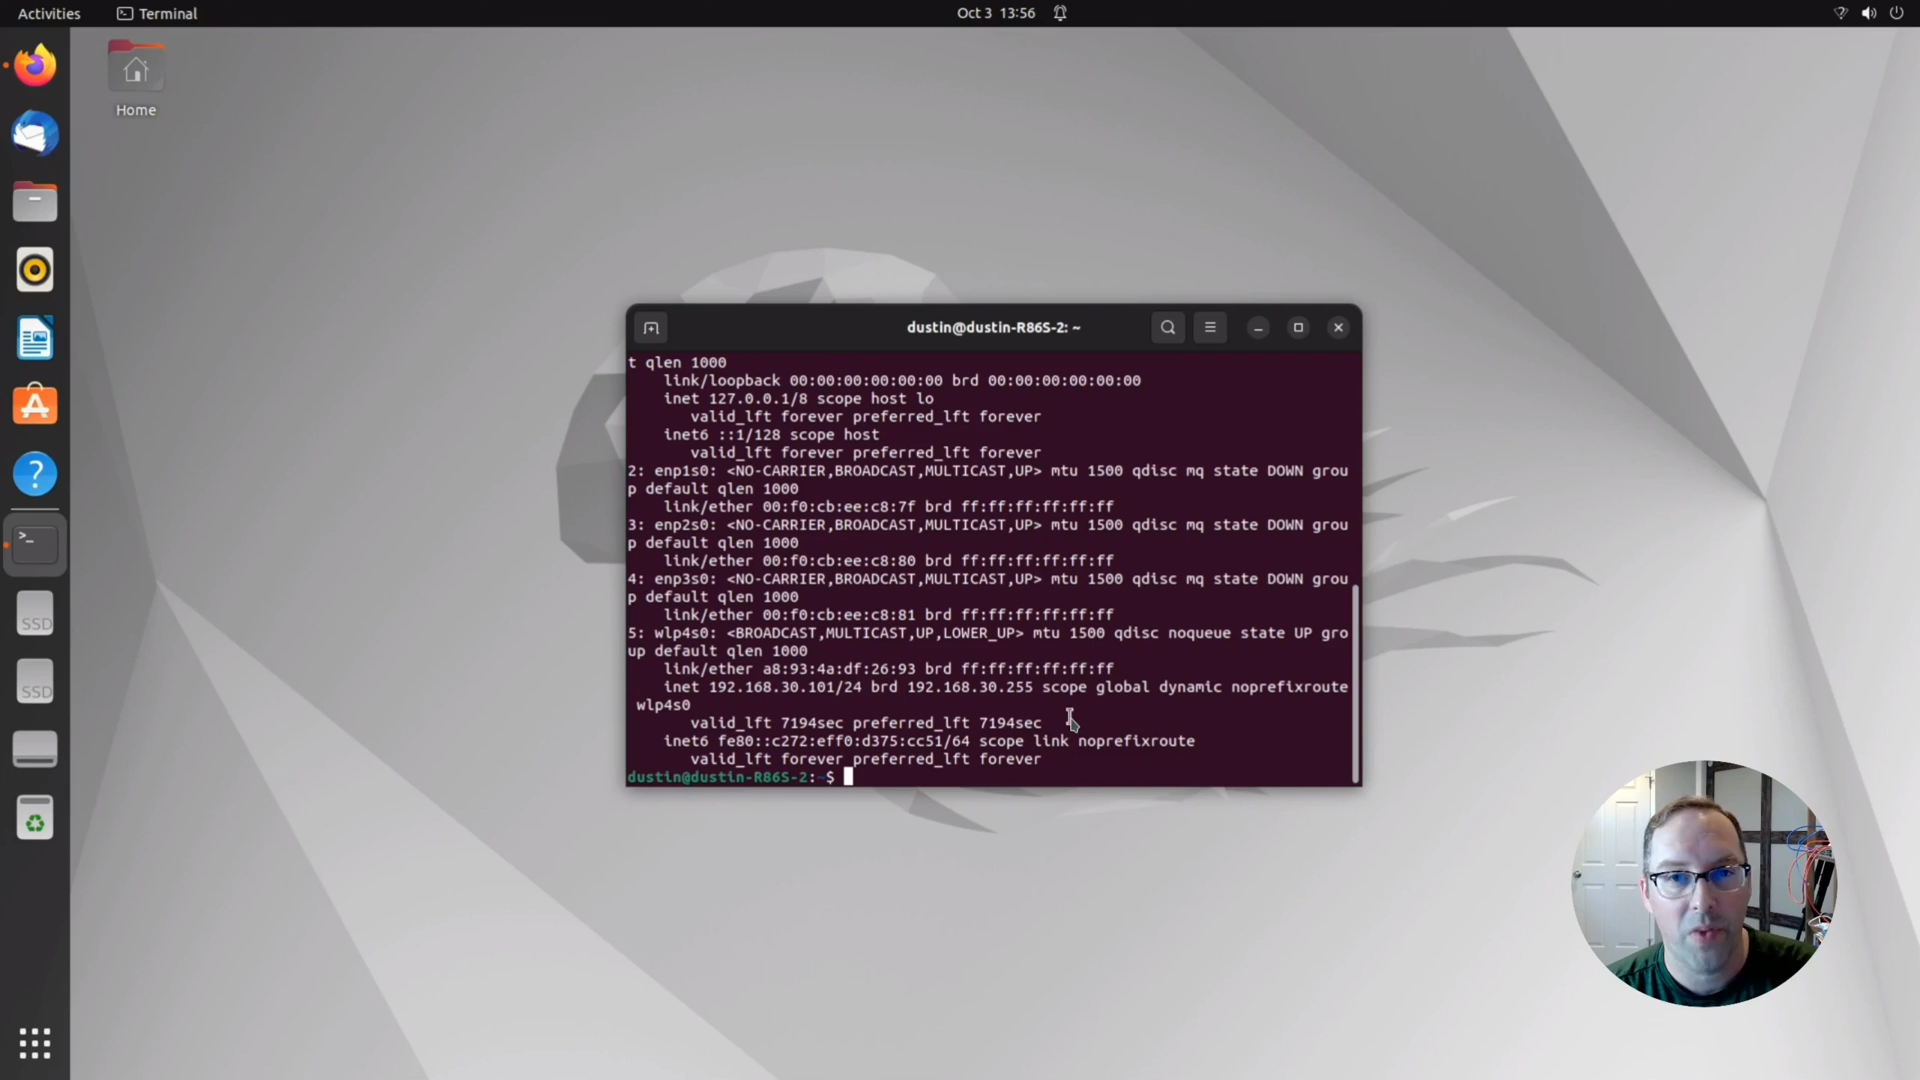 Activities
Terminal
Oct 3 13:56
Home
dustin@dustin-R86S-2: ~
t qlen 1000
link/loopback 00:00:00:00:00:00 brd 00:00:00:00:00:00
inet 127.0.0.1/8 scope host lo
valid_lft forever preferred_lft forever
inet6 ::1/128 scope host
valid_lft forever preferred_lft forever
2: enp1s0: <NO-CARRIER,BROADCAST,MULTICAST,UP> mtu 1500 qdisc mq state DOWN grou
p default qlen 1000
link/ether 00:f0:cb:ee:c8:7f brd ff:ff:ff:ff:ff:ff
3: enp2s0: <NO-CARRIER,BROADCAST,MULTICAST,UP> mtu 1500 qdisc mq state DOWN grou
p default qlen 1000
link/ether 00:f0:cb:ee:c8:80 brd ff:ff:ff:ff:ff:ff
4: enp3s0: <NO-CARRIER,BROADCAST,MULTICAST,UP> mtu 1500 qdisc mq state DOWN grou
p default qlen 1000
link/ether 00:f0:cb:ee:c8:81 brd ff:ff:ff:ff:ff:ff
5: wlp4s0: <BROADCAST,MULTICAST,UP,LOWER_UP> mtu 1500 qdisc noqueue state UP gro
up default qlen 1000
link/ether a8:93:4a:df:26:93 brd ff:ff:ff:ff:ff:ff
inet 192.168.30.101/24 brd 192.168.30.255 scope global dynamic noprefixroute
wlp4s0
valid_lft 7194sec preferred_lft 7194sec
inet6 fe80::c272:eff0:d375:cc51/64 scope link noprefixroute
valid_lft forever preferred_lft forever
dustin@dustin-R86S-2:~$
SSD
SSD